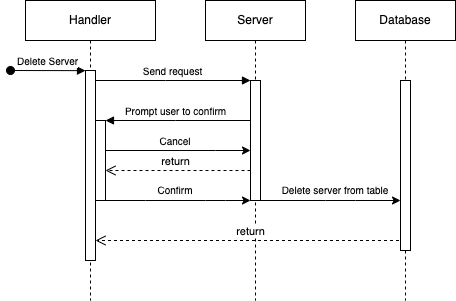 Handler
Server
Database
Delete Server
Send request
Prompt user to confirm
Cancel
return
Confirm
Delete server from table
return